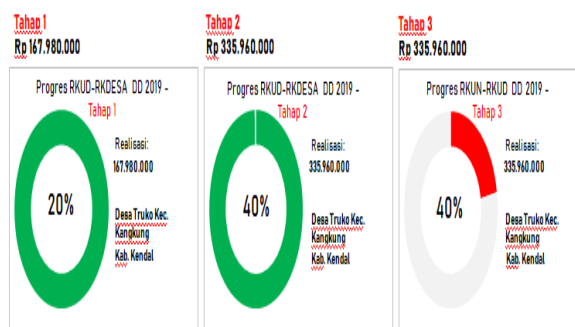 Tahap 1
Rp 167.980.000
Progres RKUD-RKDESA DD 2019 -
Tahap 1
Realisasi:
167.980.000
20%
Desa Truko Kec.
Kangkung
Kab. Kendal
Tahap 2
Rp 335.960.000
Progres RKUD-RKDESA DD 2019 -
Tahap 2
Realisasi:
335.960.000
40%
Desa Truko Kec.
Kangkung
Kab. Kendal
Tahap 3
Rp 335.960.000
Progres RKUN-RKUD DD 2019 -
Tahap 3
Realisasi:
335.960.000
40%
Desa Truko Kec.
Kangkung
Kab. Kendal